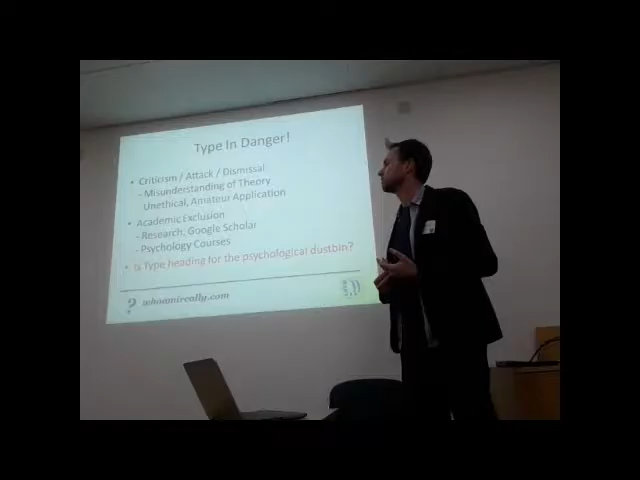 Type In Danger!
• Criticism / Attack / Dismissal
- Misunderstanding of Theory
Unethical, Amateur Application
• Academic Exclusion
- Research, Google Scholar
- Psychology Courses
• Is Type heading for the psychological dustbin?
? whoamireally.com